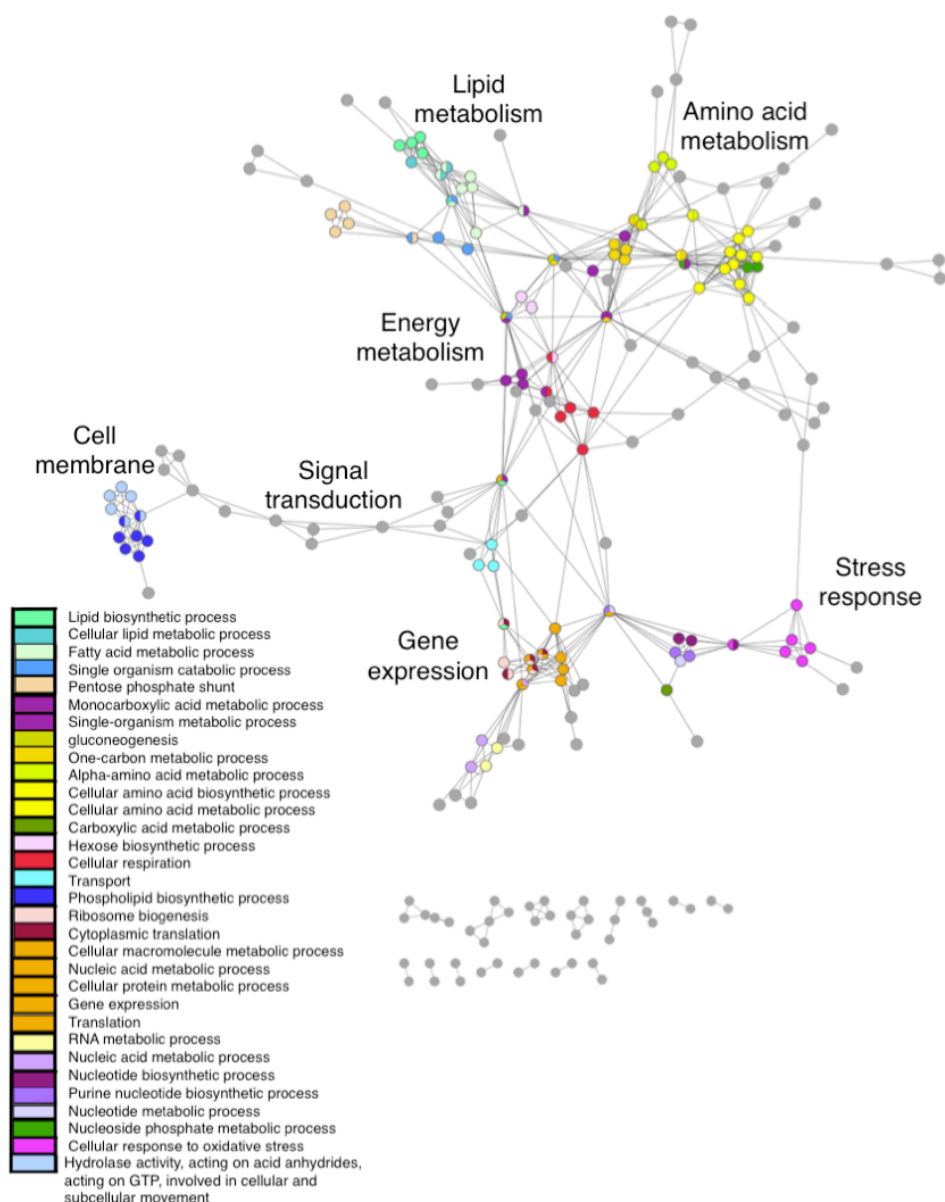 Lipid
metabolism
Amino acid
metabolism
Energy
metabolism
Cell
membrane
Signal
transduction
Stress
response
Gene
expression
Lipid biosynthetic process
Cellular lipid metabolic process
Fatty acid metabolic process
Single organism catabolic process
Pentose phosphate shunt
Monocarboxylic acid metabolic process
Single-organism metabolic process
gluconeogenesis
One-carbon metabolic process
Alpha-amino acid metabolic process
Cellular amino acid biosynthetic process
Cellular amino acid metabolic process
Carboxylic acid metabolic process
Hexose biosynthetic process
Cellular respiration
Transport
Phospholipid biosynthetic process
Ribosome biogenesis
Cytoplasmic translation
Cellular macromolecule metabolic process
Nucleic acid metabolic process
Cellular protein metabolic process
Gene expression
Translation
RNA metabolic process
Nucleic acid metabolic process
Nucleotide biosynthetic process
Purine nucleotide biosynthetic process
Nucleotide metabolic process
Nucleoside phosphate metabolic process
Cellular response to oxidative stress
Hydrolase activity, acting on acid anhydrides,
acting on GTP, involved in cellular and
subcellular movement